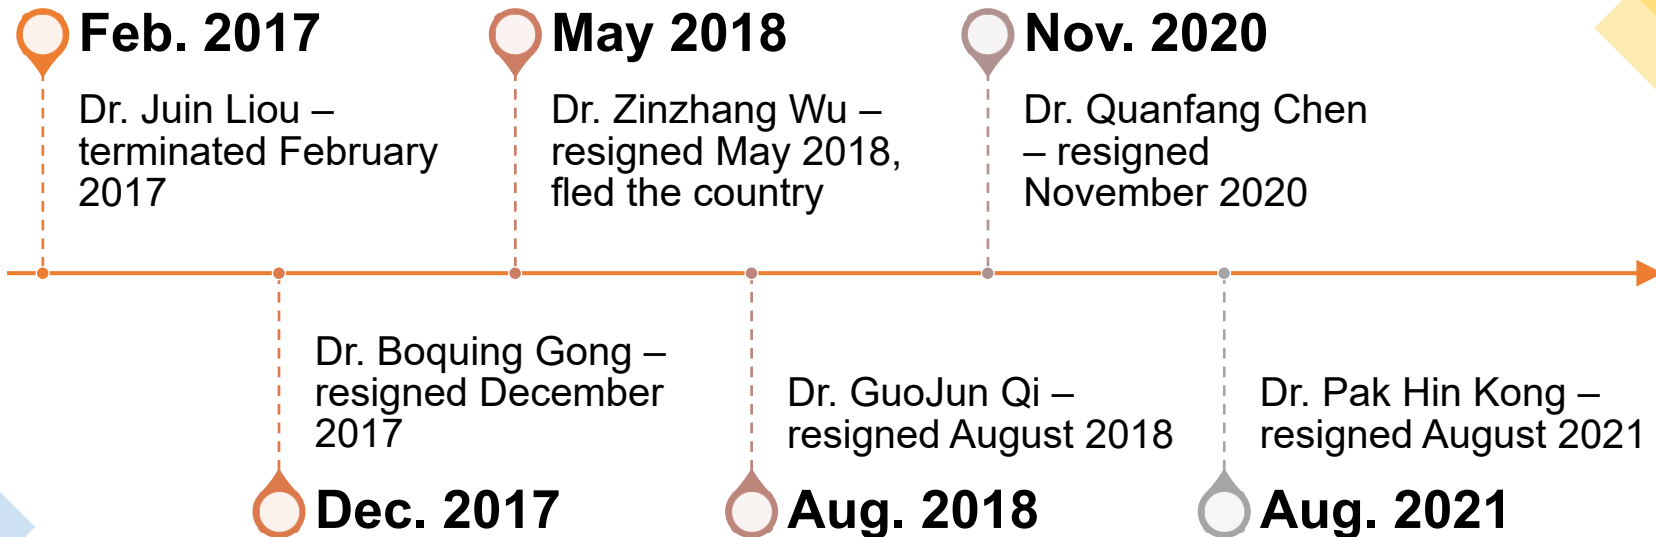 Feb. 2017
Dr. Juin Liou –
terminated February
2017
Dr. Boquing Gong –
resigned December
2017
Dec. 2017
May 2018
Dr. Zinzhang Wu –
resigned May 2018,
fled the country
Dr. GuoJun Qi –
resigned August 2018
Aug. 2018
Nov. 2020
Dr. Quanfang Chen
– resigned
November 2020
Dr. Pak Hin Kong –
resigned August 2021
Aug. 2021